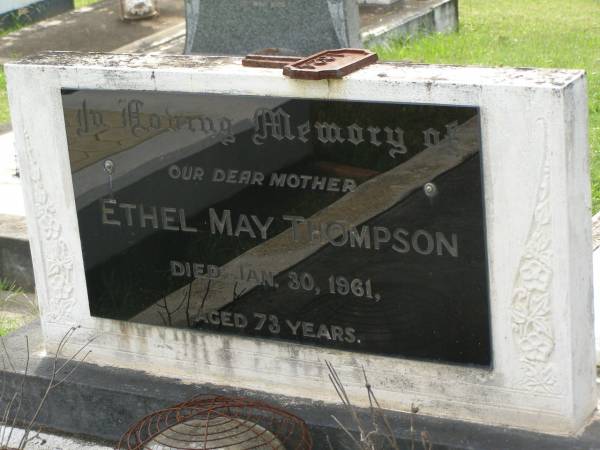 In Loving Memory of
OUR DEAR MOTHER
ETHEL MAY THOMPSON
DIED JAN. 30, 1961,
AGED 73 YEARS.